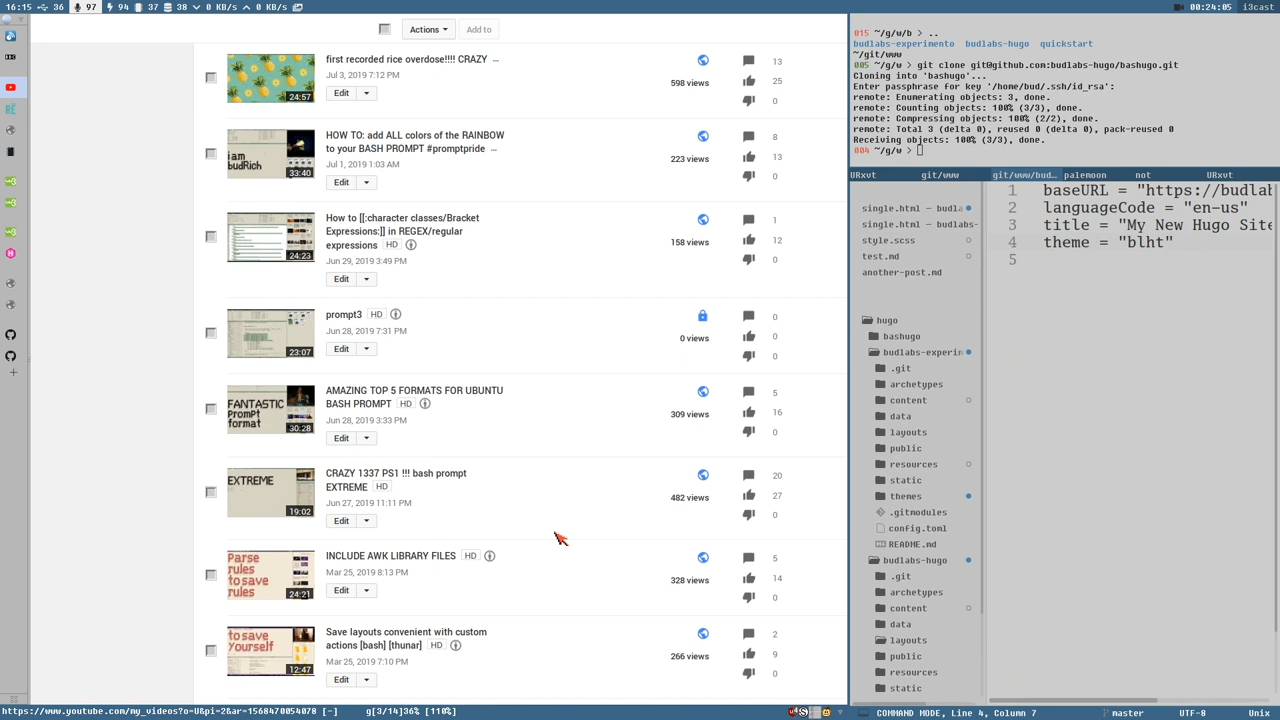 16:15 36 97 94 37 38 0 KB/s 0 KB/s
00:24:05 i3cast
Actions Add to
first recorded rice overdose!!!! CRAZY ...
Jul 3, 2019 7:12 PM
Edit
24:57
598 views
13
25
0
HOW TO: add ALL colors of the RAINBOW
to your BASH PROMPT #promptpride ...
Jul 1, 2019 1:03 AM
Edit
iam
budRich
33:40
223 views
8
13
0
How to [[:character classes/Bracket
Expressions:]] in REGEX/regular
expressions HD
Jun 29, 2019 3:49 PM
Edit
24:23
158 views
1
12
0
prompt3 HD
Jun 28, 2019 7:31 PM
Edit
23:07
0 views
0
0
0
AMAZING TOP 5 FORMATS FOR UBUNTU
BASH PROMPT HD
Jun 28, 2019 3:33 PM
Edit
FANTASTIC
Prompt
format
30:28
309 views
5
16
0
CRAZY 1337 PS1 !!! bash prompt
EXTREME HD
Jun 27, 2019 11:11 PM
Edit
EXTREME
19:02
482 views
20
27
0
INCLUDE AWK LIBRARY FILES HD
Mar 25, 2019 8:13 PM
Edit
Parse
rules
to save
rules
24:21
328 views
5
14
0
Save layouts convenient with custom
actions [bash] [thunar] HD
Mar 25, 2019 7:10 PM
Edit
to save
Yourself
12:47
266 views
2
9
0
https://www.youtube.com/my_videos?o=U&pi=2&ar=1568470054078 [-] g[3/14]36% [110%]
015 ~/g/w/b > ..
budlabs-experimento budlabs-hugo quickstart
~/git/www
005 ~/g/w > git clone git@github.com:budlabs-hugo/bashugo.git
Cloning into 'bashugo'...
Enter passphrase for key '/home/bud/.ssh/id_rsa':
remote: Enumerating objects: 3, done.
remote: Counting objects: 100% (3/3), done.
remote: Compressing objects: 100% (2/2), done.
remote: Total 3 (delta 0), reused 0 (delta 0), pack-reused 0
Receiving objects: 100% (3/3), done.
004 ~/g/w >
URxvt git/www git/www/bud... palemoon not URxvt
single.html — budla
single.html — budlabs-
style.scss
test.md
another-post.md
hugo
bashugo
budlabs-experin
.git
archetypes
content
data
layouts
public
resources
static
themes
.gitmodules
config.toml
README.md
budlabs-hugo
.git
archetypes
content
data
layouts
public
resources
static
1 baseURL = "https://budla
2 languageCode = "en-us"
3 title = "My New Hugo Site
4 theme = "blht"
5
COMMAND MODE, Line 4, Column 7 master UTF-8 Unix